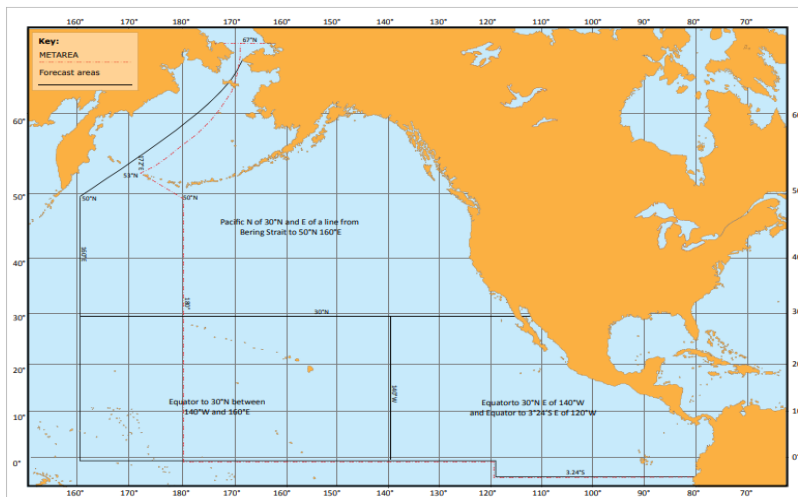 160° 170° 180° 170° 160° 150° 140° 130° 120° 110° 100° 90° 80° 70°
Key:
METAREA
Forecast areas
67°N
60° 60
172°E
53°N
50° 50
50°N 50°N
Pacific N of 30°N and E of a line from
Bering Strait to 50°N 160°E
40° 40
160°E
180°
30° 30
30°N
20° 20
140°W
Equator to 30°N between
140°W and 160°E
Equatorto 30°N E of 140°W
and Equator to 3°24'S E of 120°W
10° 10
0° 0°
3.24°S
160° 170° 180° 170° 160° 150° 140° 130° 120° 110° 100° 90° 80° 70°